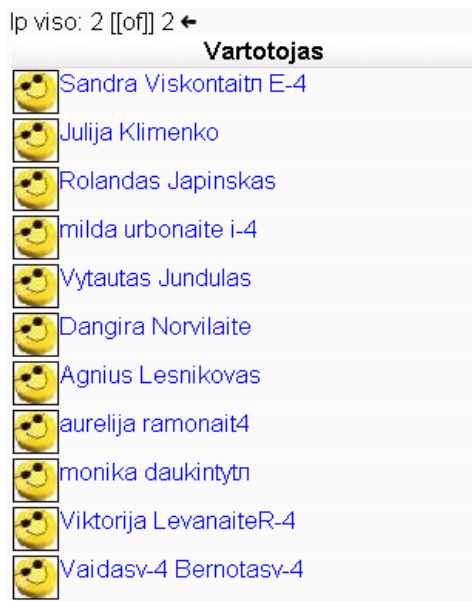 Ip viso: 2 [[of]] 2 ←
Vartotojas
Sandra Viskontaitп E-4
Julija Klimenko
Rolandas Japinskas
milda urbonaite i-4
Vytautas Jundulas
Dangira Norvilaite
Agnius Lesnikovas
aurelija ramonait4
monika daukintytп
Viktorija LevanaiteR-4
Vaidasv-4 Bernotasv-4